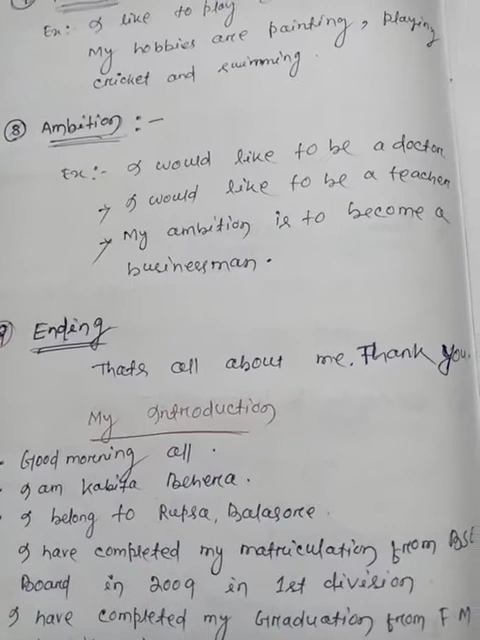 Ex:- I like to play
My hobbies are painting, playing
cricket and swimming.
⑧ Ambition :-
Ex:- I would like to be a doctor
→ I would like to be a teacher
→ My ambition is to become a
businessman.
9) Ending
Thats all about me. Thank you.
My Introduction
- Good morning all.
- I am Kabita Behera.
- I belong to Rupsa, Balasore.
I have completed my matriculation from BSE
Board in 2009 in 1st division
I have completed my Graduation from F M